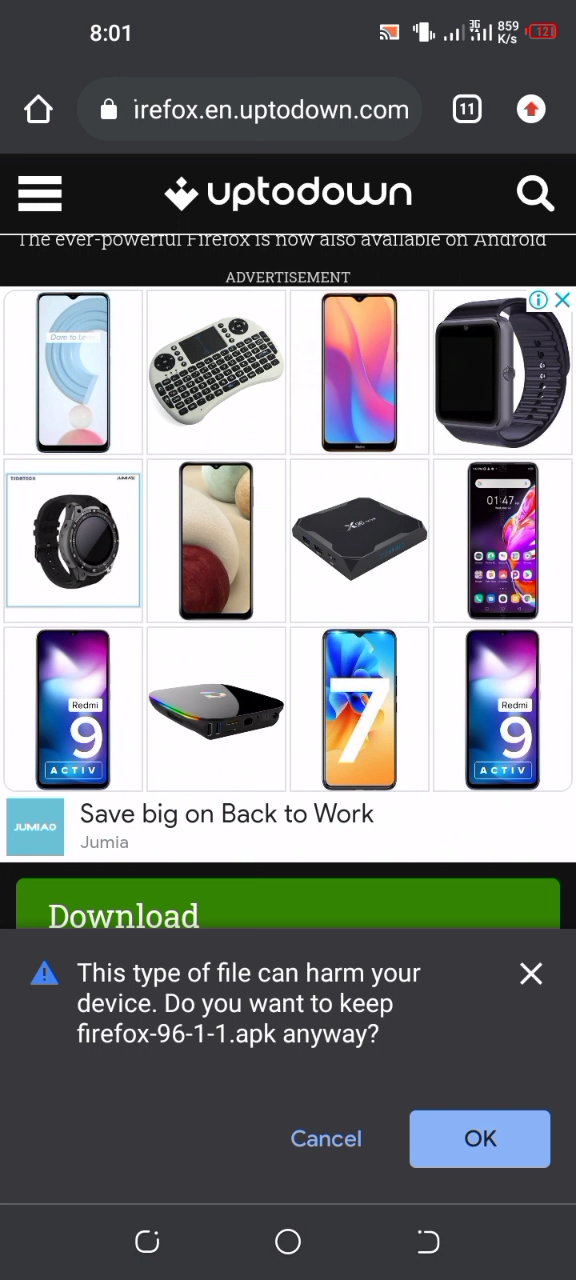 8:01
3G
859
K/s
12
irefox.en.uptodown.com
11
uptodown
The ever-powerful Firefox is now also available on Android
ADVERTISEMENT
JUMIA
01:47
Redmi
9
ACTIV
7
Redmi
9
ACTIV
JUMIA
Save big on Back to Work
Jumia
Download
This type of file can harm your
device. Do you want to keep
firefox-96-1-1.apk anyway?
Cancel
OK